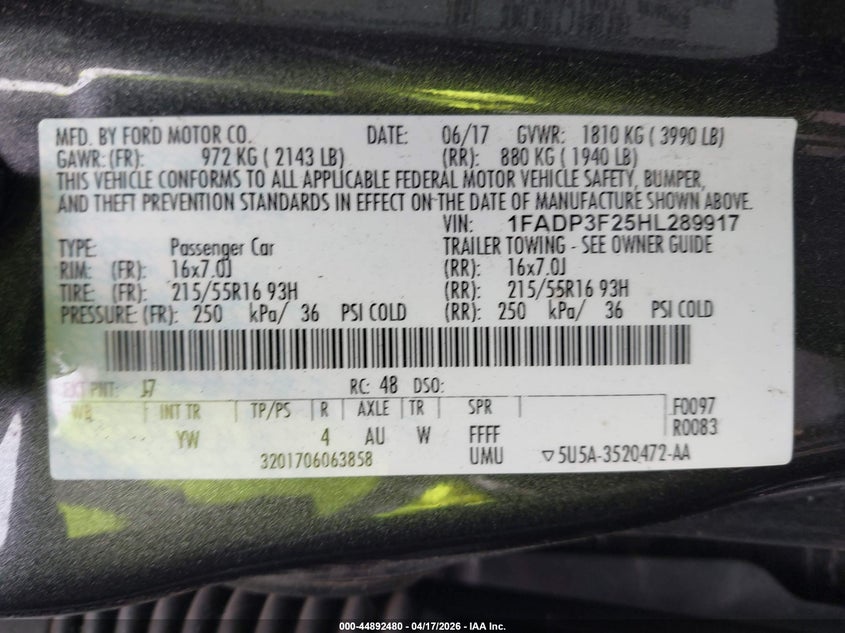 MFD. BY FORD MOTOR CO. DATE: 06/17 GVWR: 1810 KG ( 3990 LB)
GAWR: (FR): 972 KG ( 2143 LB) (RR): 880 KG ( 1940 LB)
THIS VEHICLE CONFORMS TO ALL APPLICABLE FEDERAL MOTOR VEHICLE SAFETY, BUMPER,
AND THEFT PREVENTION STANDARDS IN EFFECT ON THE DATE OF MANUFACTURE SHOWN ABOVE.
VIN: 1FADP3F25HL289917
TYPE: Passenger Car TRAILER TOWING - SEE OWNER GUIDE
RIM: (FR): 16x7.0J (RR): 16x7.0J
TIRE: (FR): 215/55R16 93H (RR): 215/55R16 93H
PRESSURE: (FR): 250 kPa/ 36 PSI COLD (RR): 250 kPa/ 36 PSI COLD
EXT PNT: J7 RC: 48 DSO:
WB INT TR TP/PS R AXLE TR SPR F0097
YW 4 AU W FFFF R0083
3201706063858 UMU ▽5U5A-3520472-AA
000-44892480 - 04/17/2026 - IAA Inc.